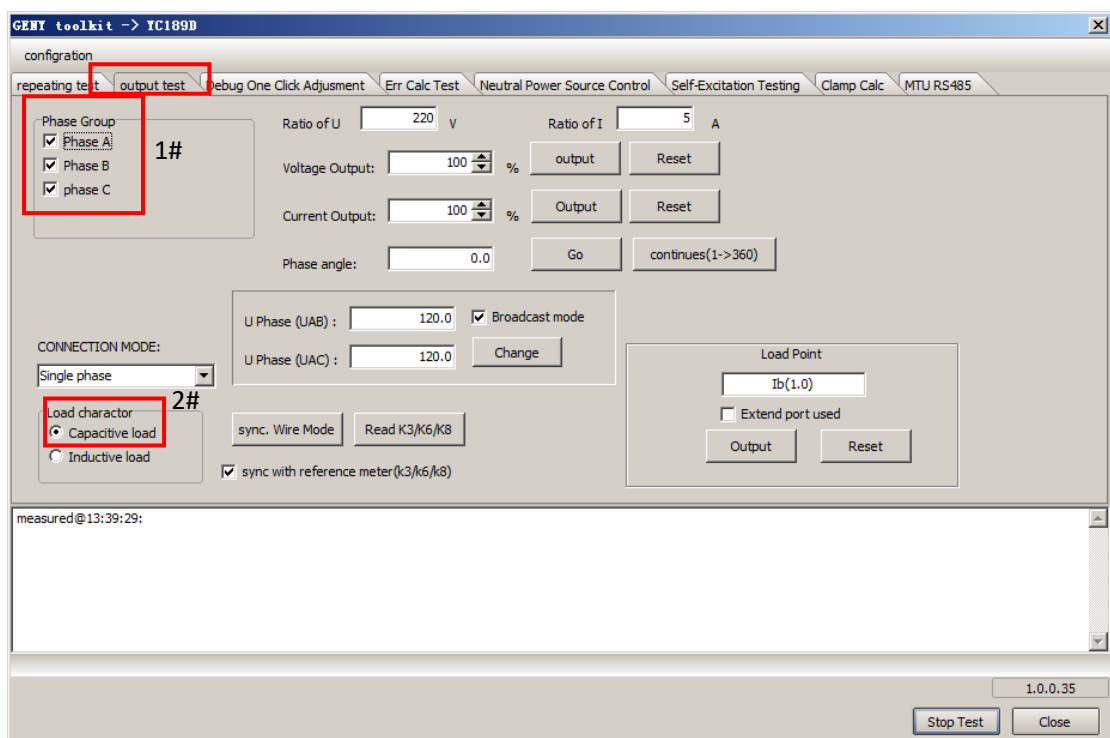 GENY toolkit -> YC189D
configration
repeating test output test Debug One Click Adjusment Err Calc Test Neutral Power Source Control Self-Excitation Testing Clamp Calc MTU RS485
Phase Group
Phase A
Phase B
phase C
1#
Ratio of U 220 V Ratio of I 5 A
Voltage Output: 100 % output Reset
Current Output: 100 % Output Reset
Phase angle: 0.0 Go continues(1->360)
U Phase (UAB) : 120.0 Broadcast mode
U Phase (UAC) : 120.0 Change
CONNECTION MODE:
Single phase
2#
Load charactor
Capacitive load
Inductive load
sync. Wire Mode Read K3/K6/K8
sync with reference meter(k3/k6/k8)
Load Point
Ib(1.0)
Extend port used
Output Reset
measured@13:39:29:
1.0.0.35
Stop Test Close